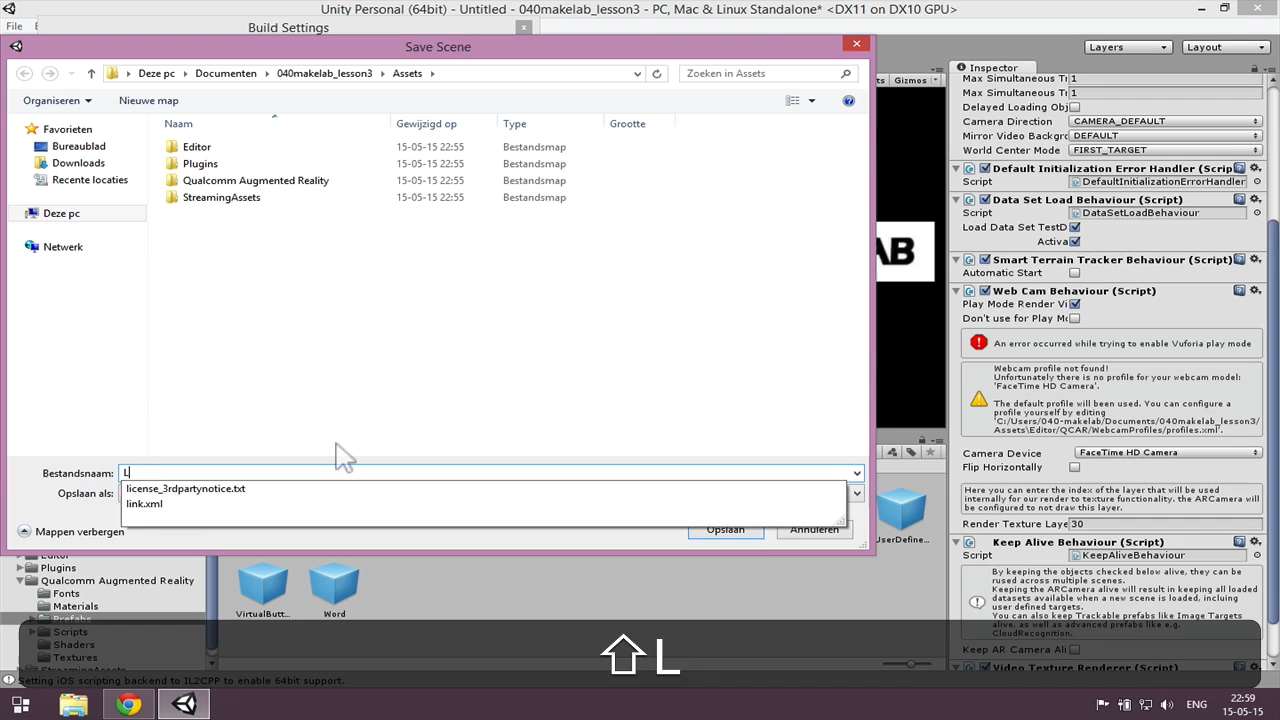 Unity Personal (64bit) - Untitled - 040makelab_lesson3 - PC, Mac & Linux Standalone* <DX11 on DX10 GPU>
File
Build Settings
Save Scene
Layers
Layout
Deze pc
Documenten
040makelab_lesson3
Assets
Zoeken in Assets
Gizmos
Inspector
Organiseren
Nieuwe map
Naam
Gewijzigd op
Type
Grootte
Favorieten
Bureaublad
Downloads
Recente locaties
Deze pc
Netwerk
Editor 15-05-15 22:55 Bestandsmap
Plugins 15-05-15 22:55 Bestandsmap
Qualcomm Augmented Reality 15-05-15 22:55 Bestandsmap
StreamingAssets 15-05-15 22:55 Bestandsmap
AB
Bestandsnaam: L
license_3rdpartynotice.txt
link.xml
Opslaan als:
Mappen verbergen
Opslaan
Annuleren
Max Simultaneous Tr 1
Max Simultaneous Tr 1
Delayed Loading Obj
Camera Direction CAMERA_DEFAULT
Mirror Video Backgro DEFAULT
World Center Mode FIRST_TARGET
Default Initialization Error Handler (Scrip
Script DefaultInitializationErrorHandler
Data Set Load Behaviour (Script)
Script DataSetLoadBehaviour
Load Data Set TestD
Activa
Smart Terrain Tracker Behaviour (Script)
Automatic Start
Web Cam Behaviour (Script)
Play Mode Render Vi
Don't use for Play Mo
An error occurred while trying to enable Vuforia play mode
Webcam profile not found!
Unfortunately there is no profile for your webcam model:
'FaceTime HD Camera'.
The default profile will been used. You can configure a
profile yourself by editing
'C:/Users/040-makelab/Documents/040makelab_lesson3/
Assets\Editor/QCAR/WebcamProfiles/profiles.xml'.
Camera Device FaceTime HD Camera
Flip Horizontally
Here you can enter the index of the layer that will be used
internally for our render to texture functionality. the ARCamera
will be configured to not draw this layer.
Render Texture Laye 30
Keep Alive Behaviour (Script)
Script KeepAliveBehaviour
By keeping the objects checked below alive, they can be
rused across multiple scenes.
Keeping the ARCamera alive will result in keeping all loaded
datasets available when a new scene is loaded, incluing
user defined targets.
You can also keep Trackable prefabs like Image Targets
alive, as well as advanced prefabs like e.g.
CloudRecognition.
Keep AR Camera Ali
Video Texture Renderer (Script)
UserDefine...
VirtualButt...
Word
Editor
Plugins
Qualcomm Augmented Reality
Fonts
Materials
Prefabs
Scripts
Shaders
Textures
StreamingAssets
L
Setting iOS scripting backend to IL2CPP to enable 64bit support.
ENG
22:59
15-05-15